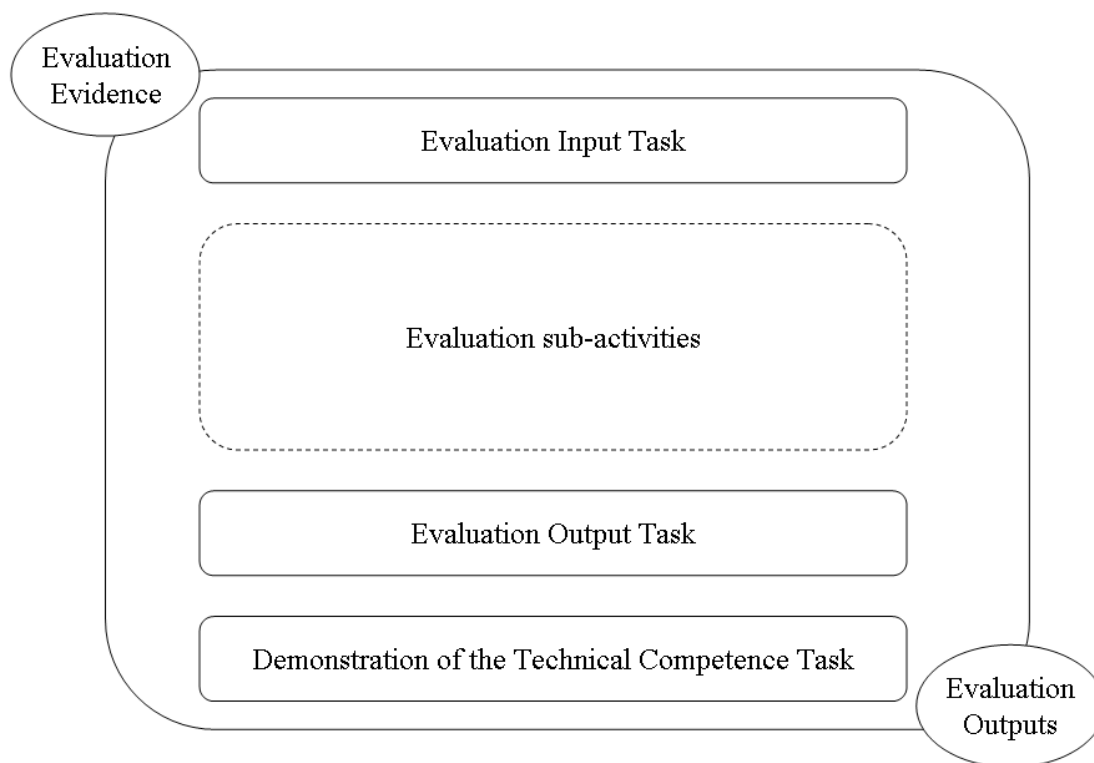 Evaluation
Evidence
Evaluation Input Task
Evaluation sub-activities
Evaluation Output Task
Demonstration of the Technical Competence Task
Evaluation
Outputs